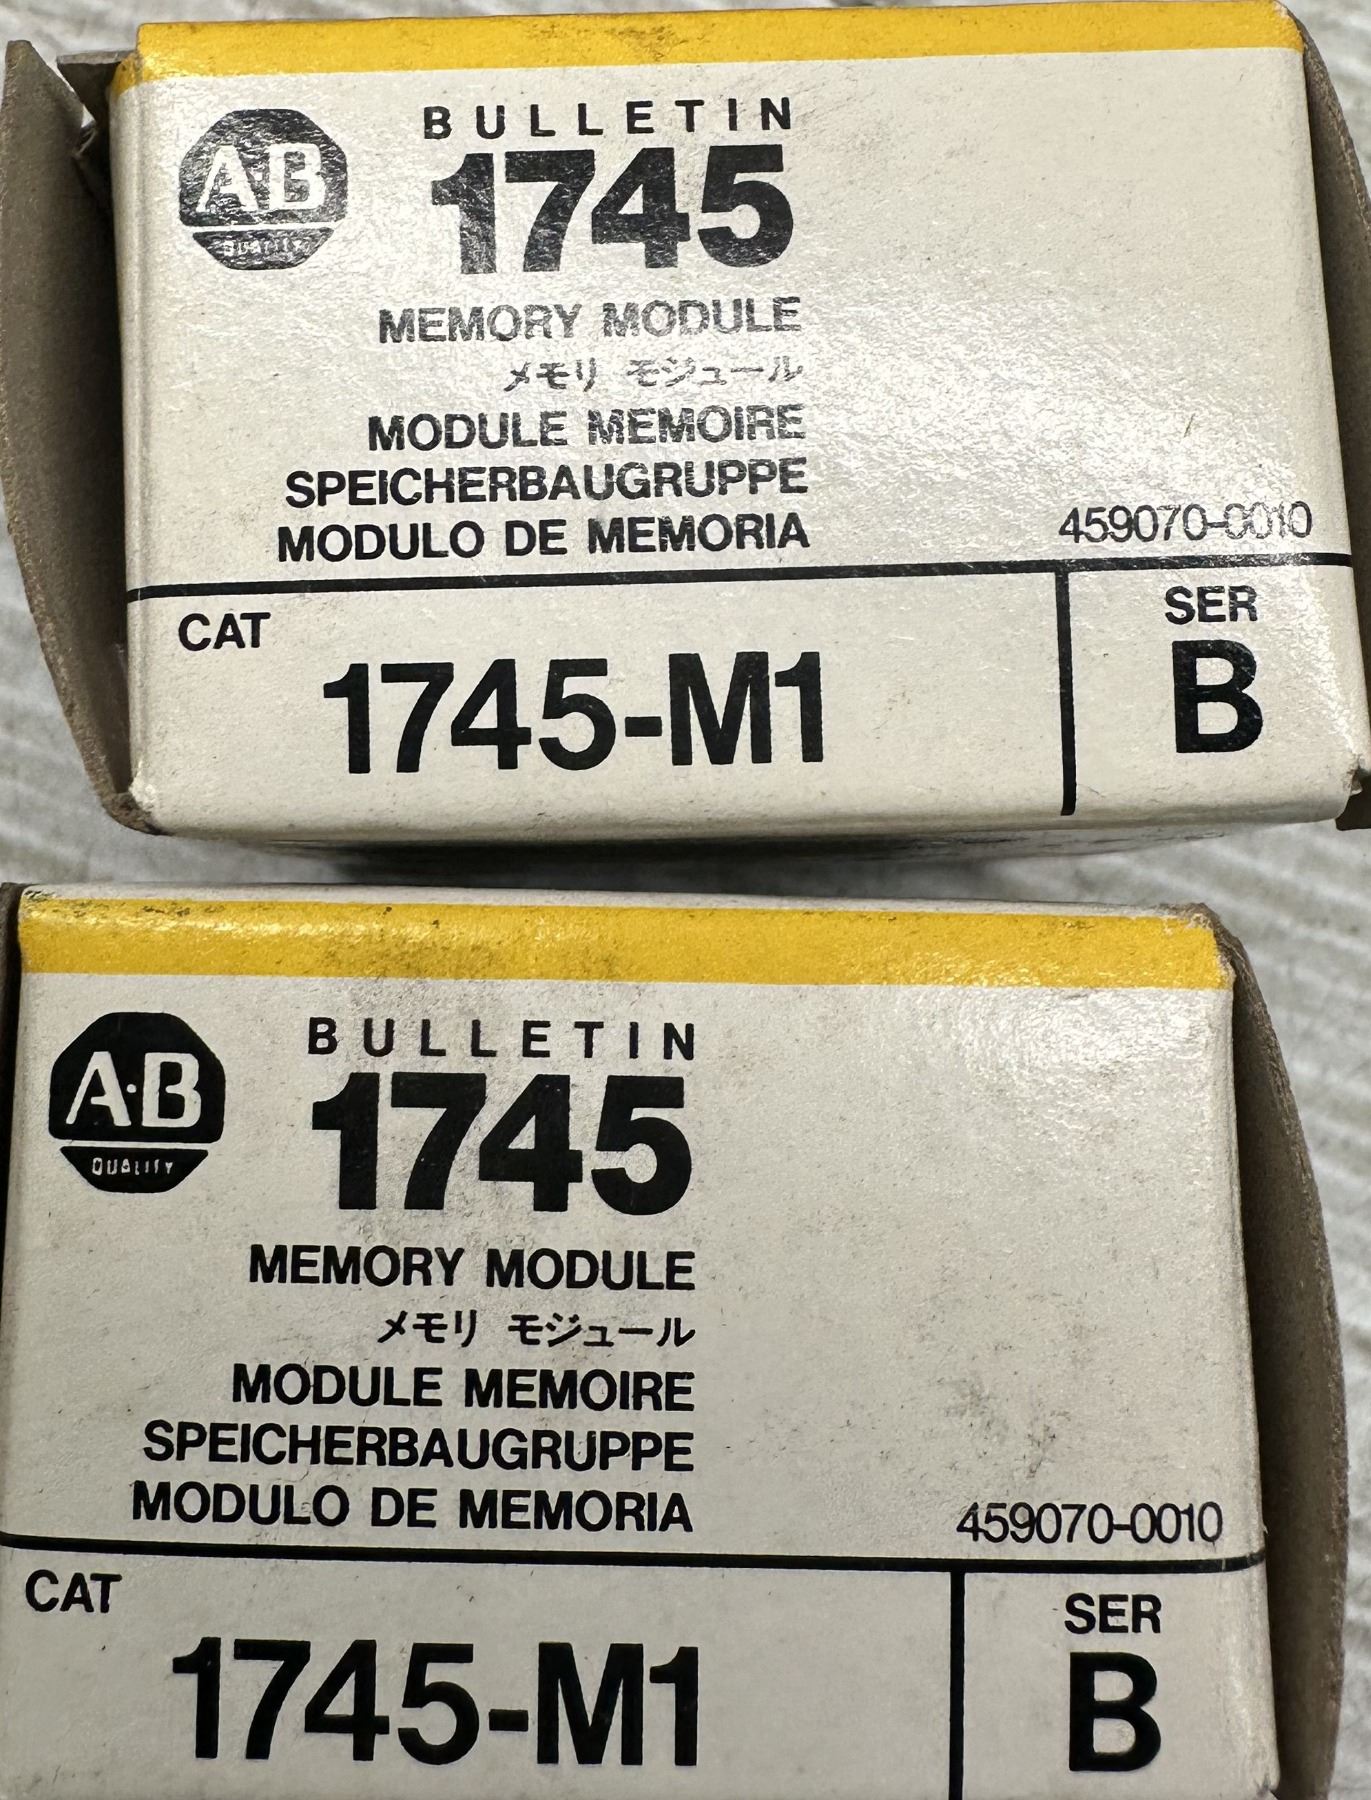 A·B
QUALITY
BULLETIN
1745
MEMORY MODULE
メモリ モジュール
MODULE MEMOIRE
SPEICHERBAUGRUPPE
MODULO DE MEMORIA
459070-0010
CAT
1745-M1
SER
B
A·B
QUALITY
BULLETIN
1745
MEMORY MODULE
メモリ モジュール
MODULE MEMOIRE
SPEICHERBAUGRUPPE
MODULO DE MEMORIA
459070-0010
CAT
1745-M1
SER
B